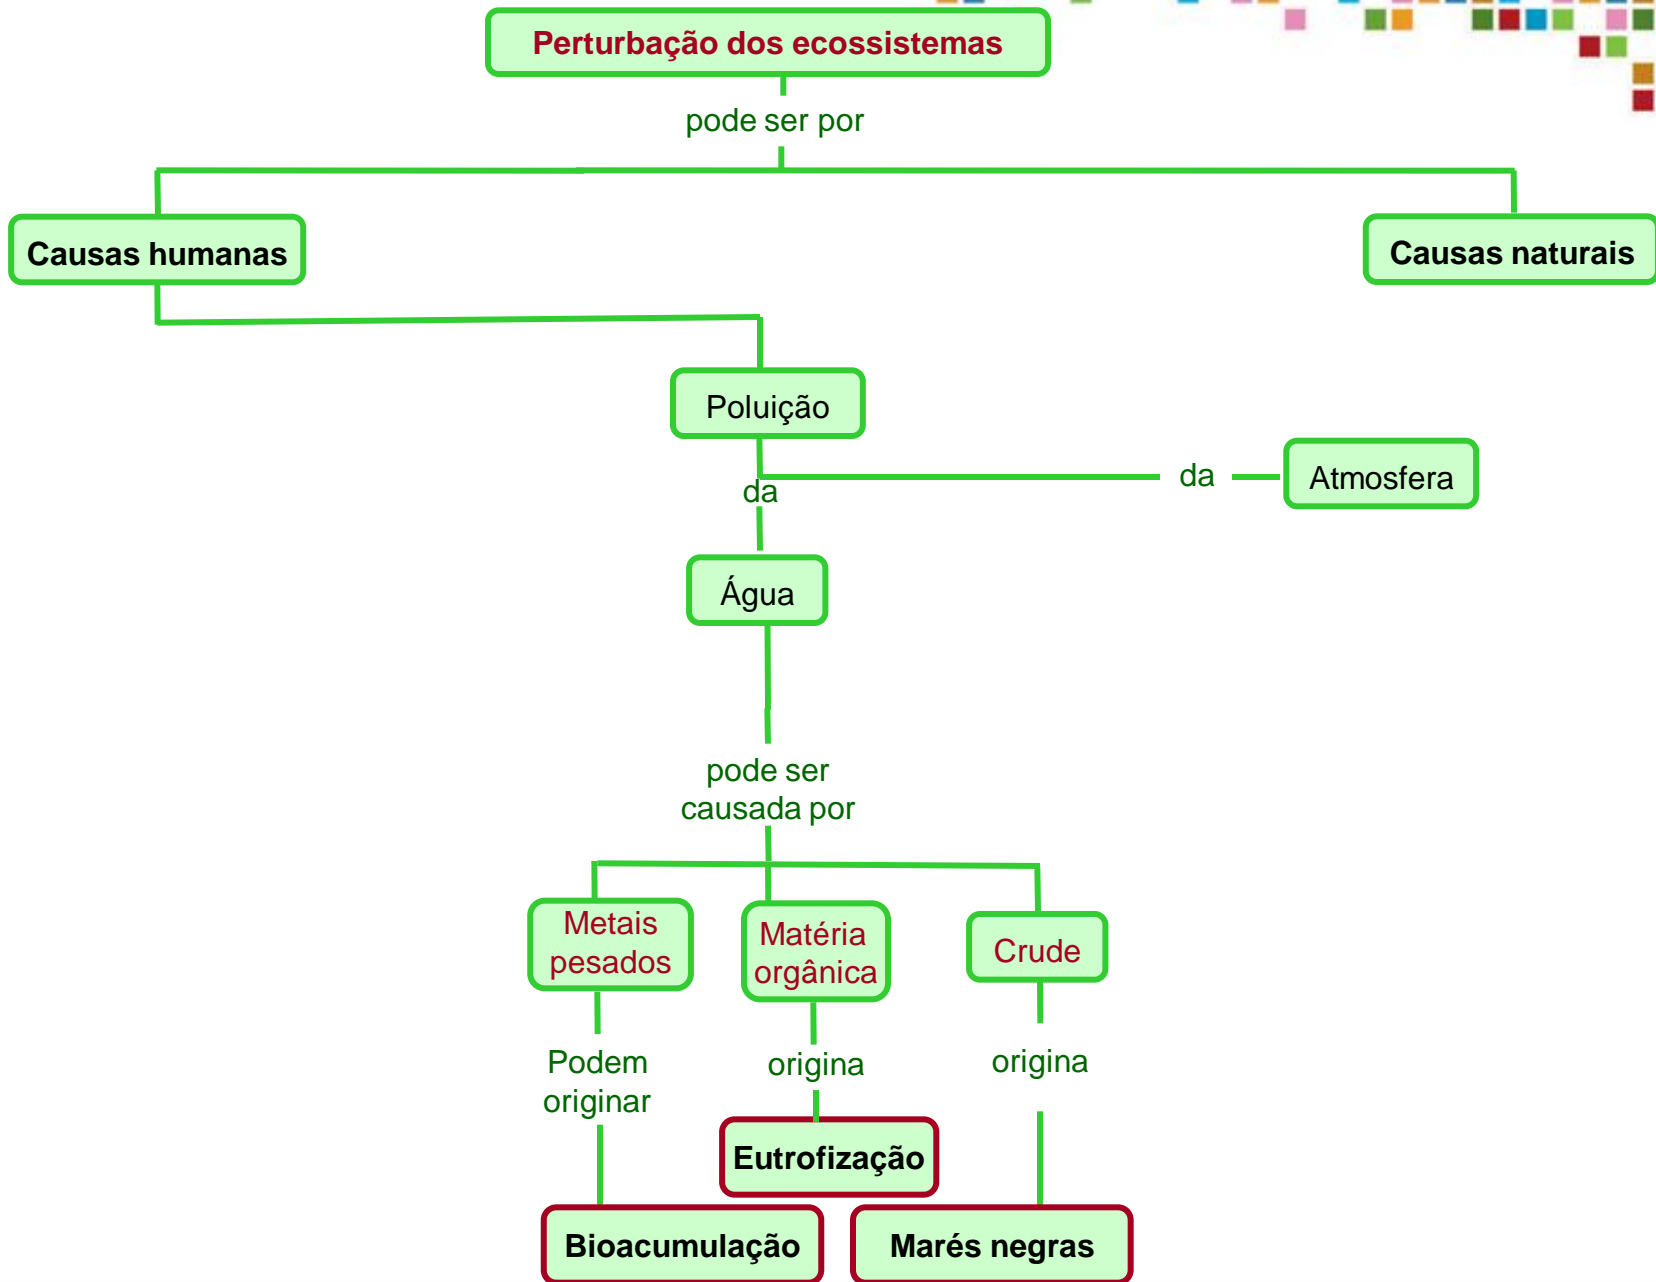 Perturbação dos ecossistemas
pode ser por
Causas humanas
Causas naturais
Poluição
da
Atmosfera
da
Água
pode ser
causada por
Metais
pesados
Matéria
orgânica
Crude
Podem
originar
origina
origina
Eutrofização
Bioacumulação
Marés negras